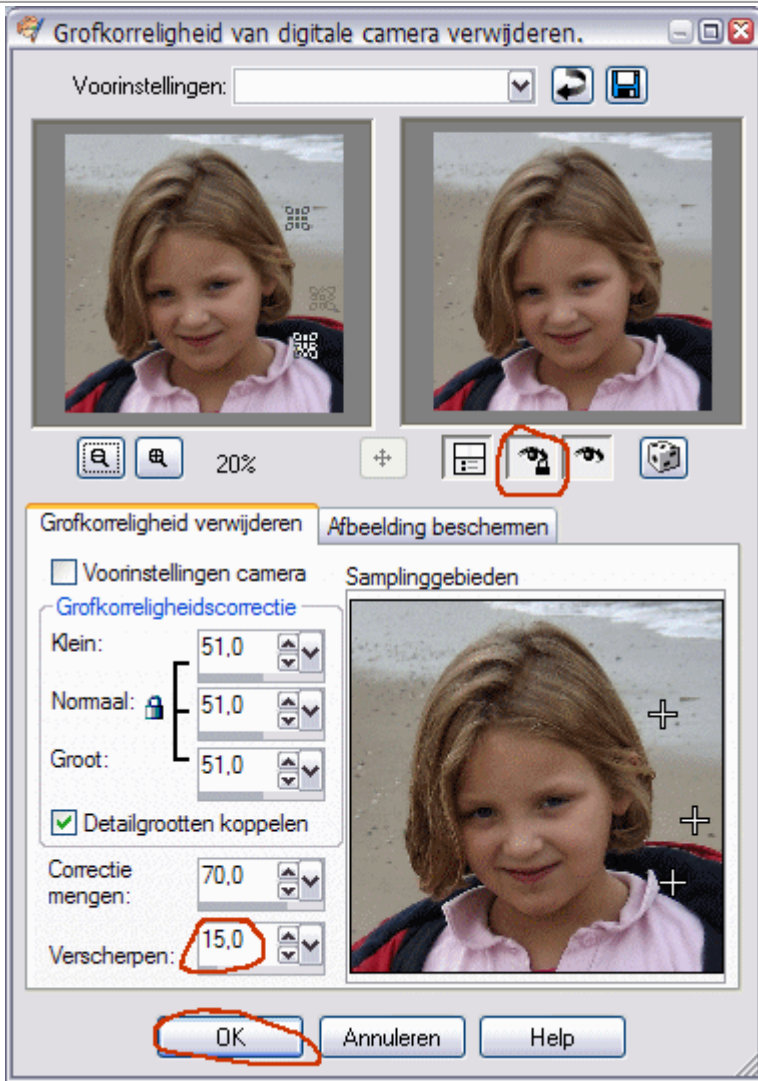 Grofkorreligheid van digitale camera verwijderen.
Voorinstellingen:
20%
Grofkorreligheid verwijderen
Afbeelding beschermen
Voorinstellingen camera
Samplinggebieden
Grofkorreligheidscorrectie
Klein: 51,0
Normaal: 51,0
Groot: 51,0
Detailgrootten koppelen
Correctie
mengen:
70,0
Verscherpen: 15,0
OK
Annuleren
Help